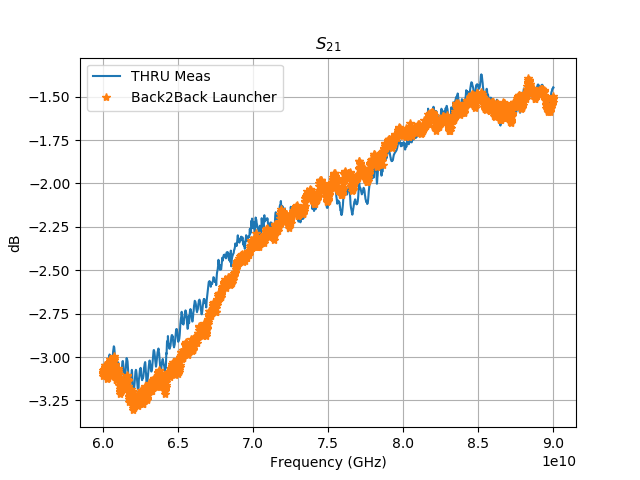 S21
THRU Meas
Back2Back Launcher
−1.50
−1.75
−2.00
−2.25
−2.50
−2.75
−3.00
−3.25
dB
6.0 6.5 7.0 7.5 8.0 8.5 9.0
1e10
Frequency (GHz)